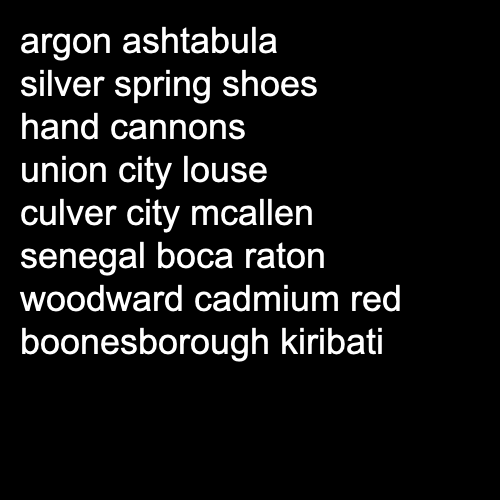 argon ashtabula
silver spring shoes
hand cannons
union city louse
culver city mcallen
senegal boca raton
woodward cadmium red
boonesborough kiribati